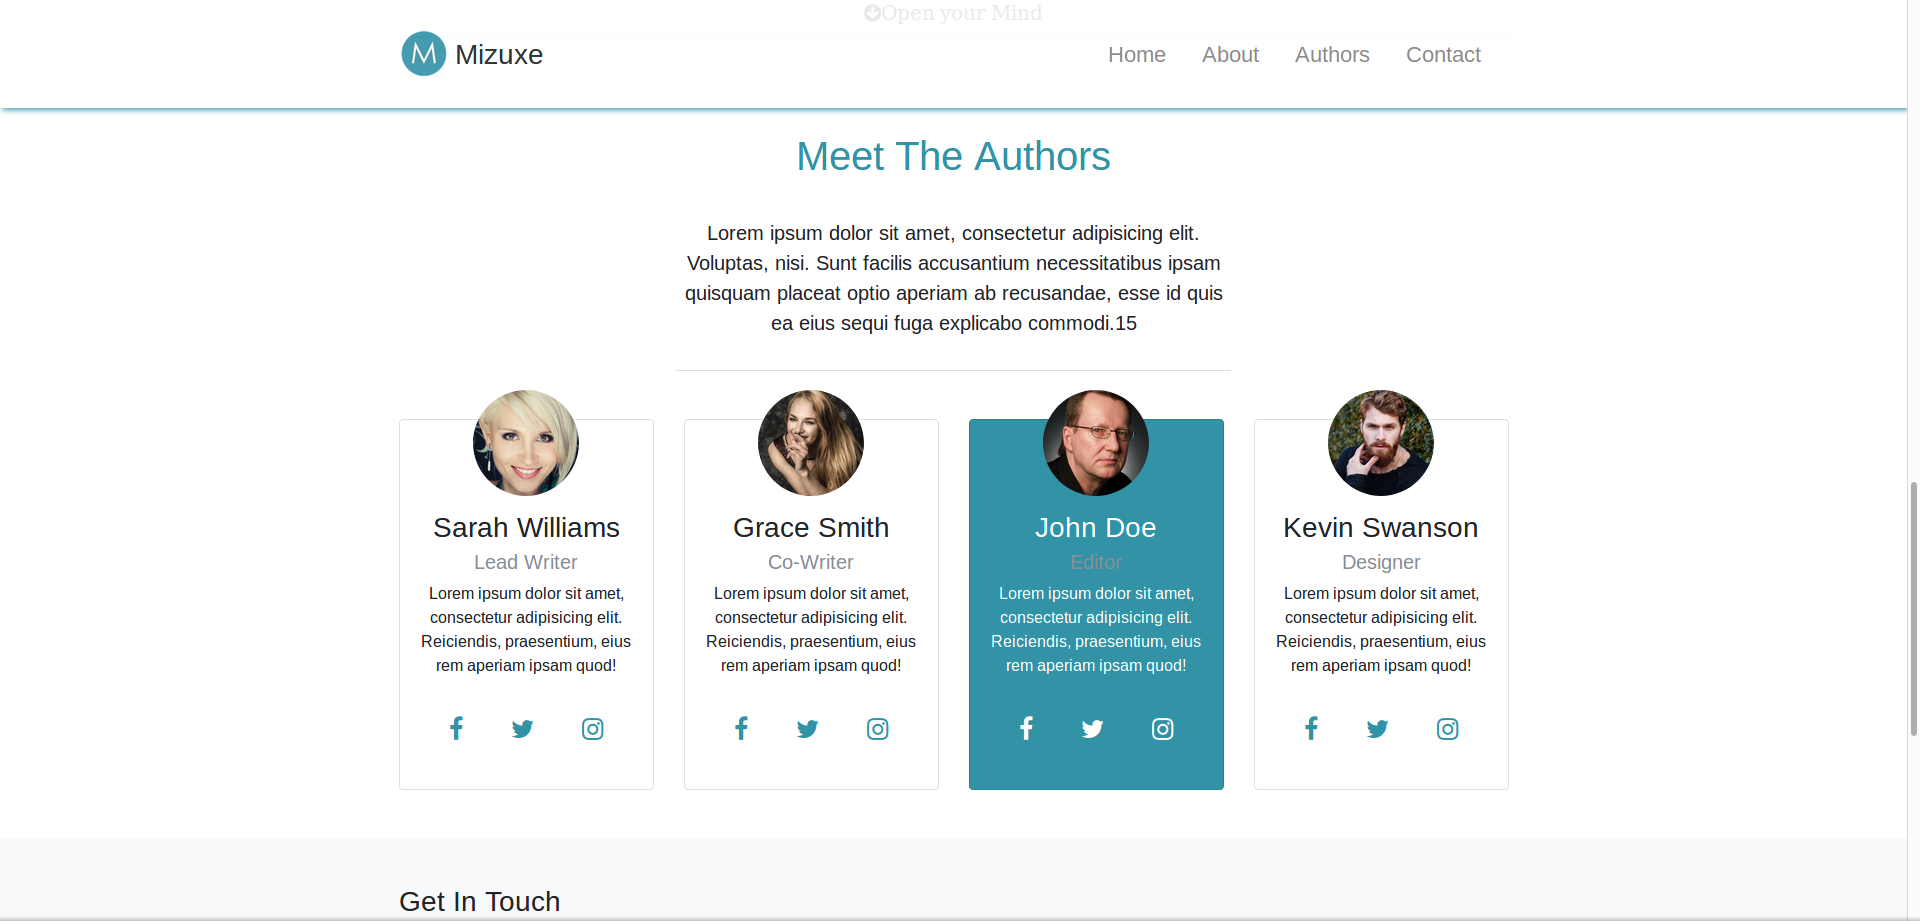 Open your Mind
M Mizuxe
Home About Authors Contact
Meet The Authors
Lorem ipsum dolor sit amet, consectetur adipisicing elit.
Voluptas, nisi. Sunt facilis accusantium necessitatibus ipsam
quisquam placeat optio aperiam ab recusandae, esse id quis
ea eius sequi fuga explicabo commodi.15
Sarah Williams
Lead Writer
Lorem ipsum dolor sit amet,
consectetur adipisicing elit.
Reiciendis, praesentium, eius
rem aperiam ipsam quod!
Grace Smith
Co-Writer
Lorem ipsum dolor sit amet,
consectetur adipisicing elit.
Reiciendis, praesentium, eius
rem aperiam ipsam quod!
John Doe
Editor
Lorem ipsum dolor sit amet,
consectetur adipisicing elit.
Reiciendis, praesentium, eius
rem aperiam ipsam quod!
Kevin Swanson
Designer
Lorem ipsum dolor sit amet,
consectetur adipisicing elit.
Reiciendis, praesentium, eius
rem aperiam ipsam quod!
Get In Touch